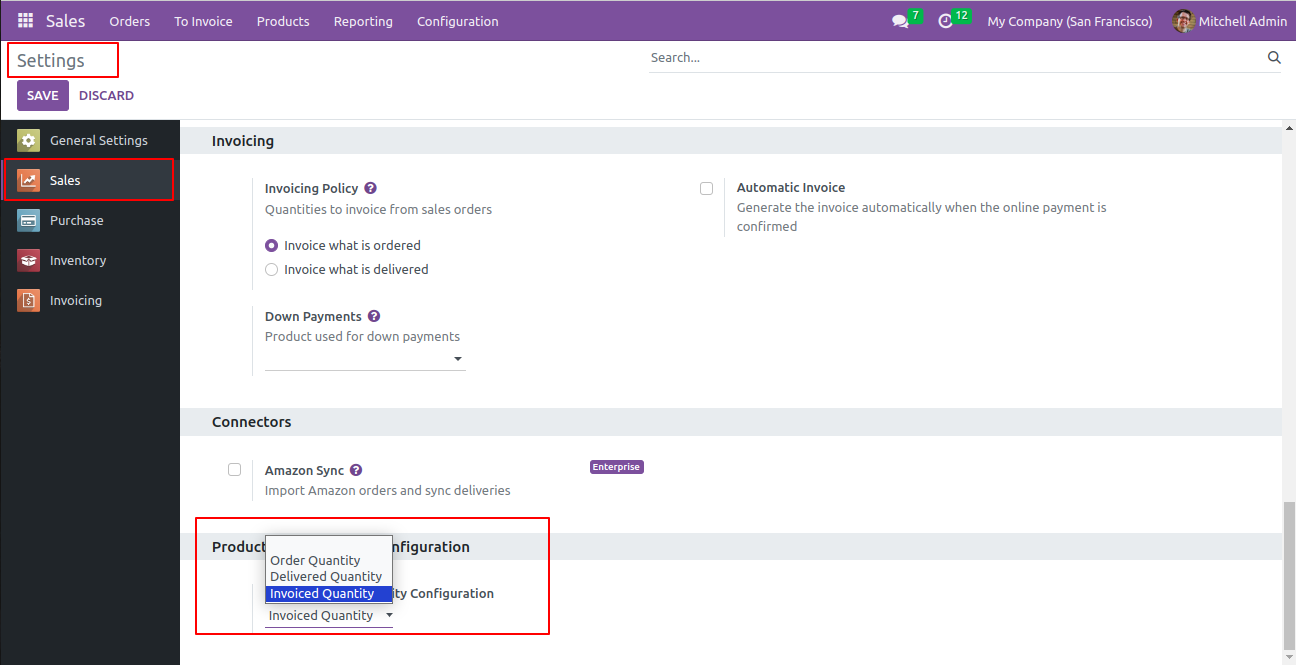 Sales Orders To Invoice Products Reporting Configuration 7 12 My Company (San Francisco) Mitchell Admin
Settings
Search...
SAVE DISCARD
General Settings
Sales
Purchase
Inventory
Invoicing
Invoicing
Invoicing Policy ?
Quantities to invoice from sales orders
Invoice what is ordered
Invoice what is delivered
Automatic Invoice
Generate the invoice automatically when the online payment is
confirmed
Down Payments ?
Product used for down payments
Connectors
Amazon Sync ?
Enterprise
Import Amazon orders and sync deliveries
Product nfiguration
Order Quantity
Delivered Quantity
Invoiced Quantity ity Configuration
Invoiced Quantity